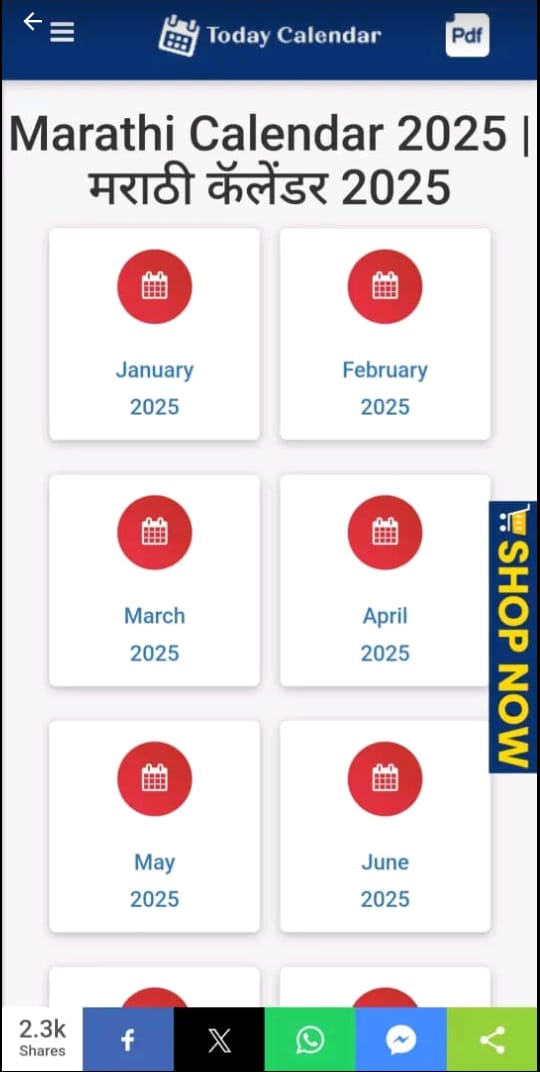 Today Calendar
Pdf
Marathi Calendar 2025 |
मराठी कॅलेंडर 2025
January
2025
February
2025
March
2025
April
2025
SHOP NOW
May
2025
June
2025
2.3k
Shares